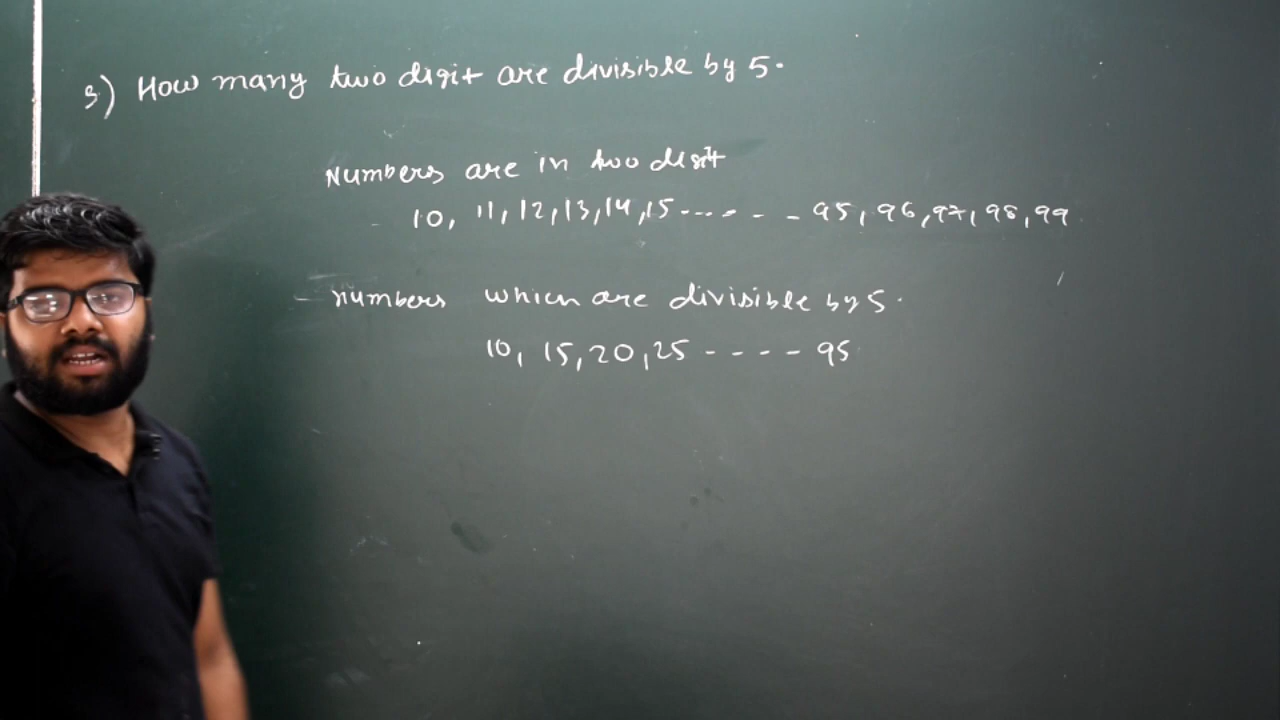 5) How many two digit are divisible by 5.
Numbers are in two digit
10, 11, 12, 13, 14, 15 ------ 95, 96, 97, 98, 99
numbers which are divisible by 5.
10, 15, 20, 25 ---- 95